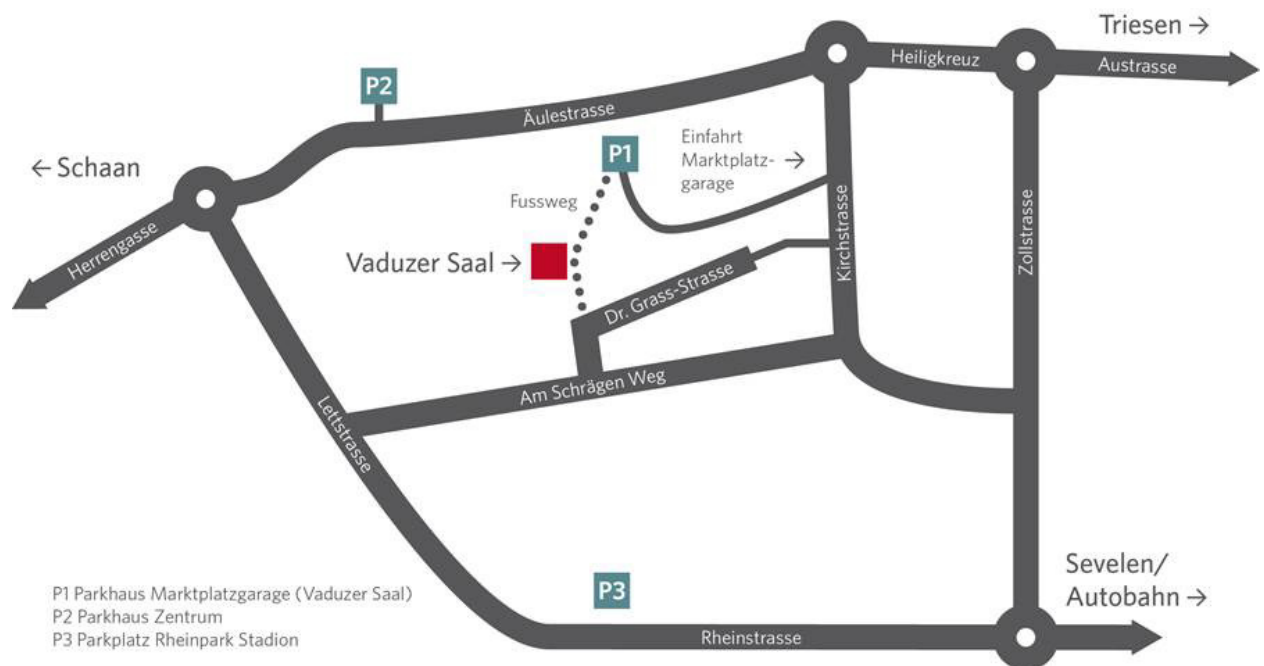 Triesen →
Heiligkreuz
Austrasse
P2
Äulestrasse
Einfahrt
Marktplatz- →
garage
P1
← Schaan
Fussweg
Kirchstrasse
Zollstrasse
Herrengasse
Vaduzer Saal →
Dr. Grass-Strasse
Am Schrägen Weg
Lettstrasse
Sevelen/
Autobahn →
P3
P1 Parkhaus Marktplatzgarage (Vaduzer Saal)
P2 Parkhaus Zentrum
P3 Parkplatz Rheinpark Stadion
Rheinstrasse